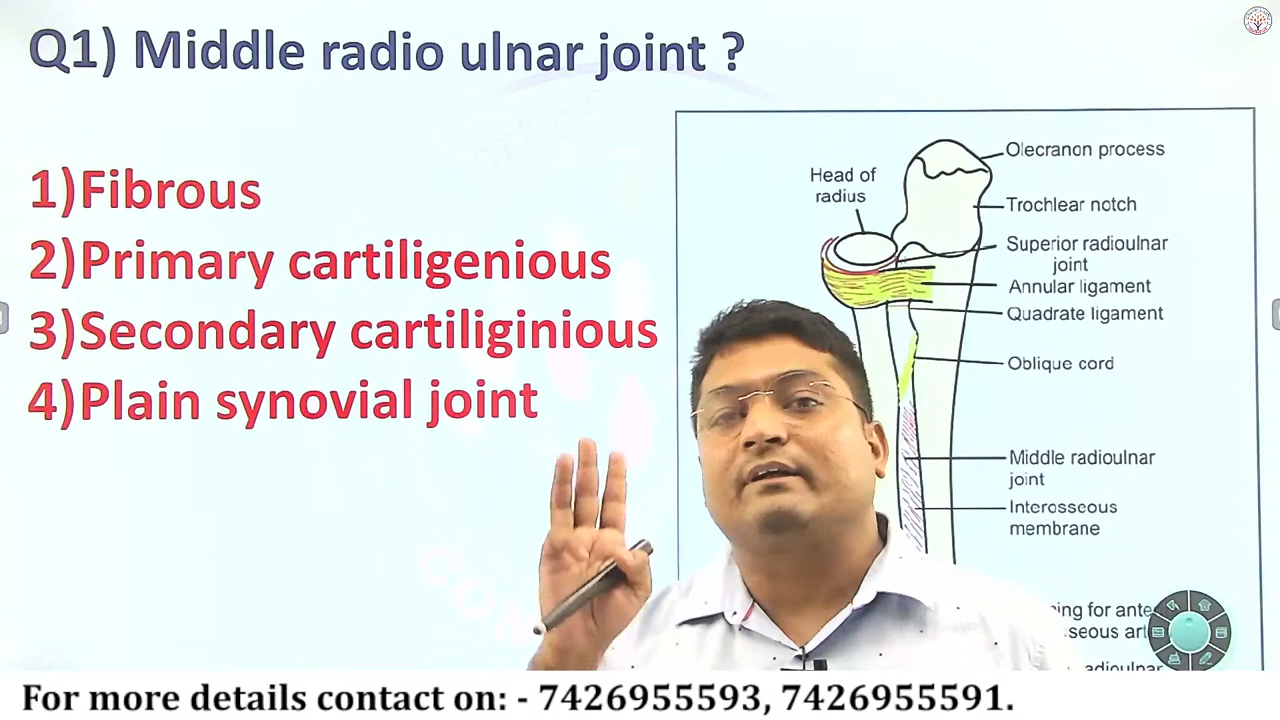 Q1) Middle radio ulnar joint ?
1)Fibrous
2)Primary cartiligenious
3)Secondary cartiliginious
4)Plain synovial joint
Olecranon process
Head of
radius
Trochlear notch
Superior radioulnar
joint
Annular ligament
Quadrate ligament
Oblique cord
Middle radioulnar
joint
Interosseous
membrane
for
For more details contact on: - 7426955593, 7426955591.